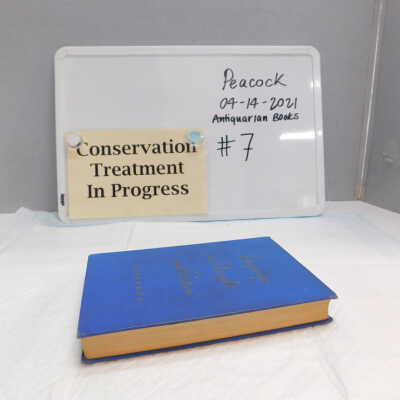 Peacock
04-14-2021
Antiquarian Books
#7
Conservation
Treatment
In Progress